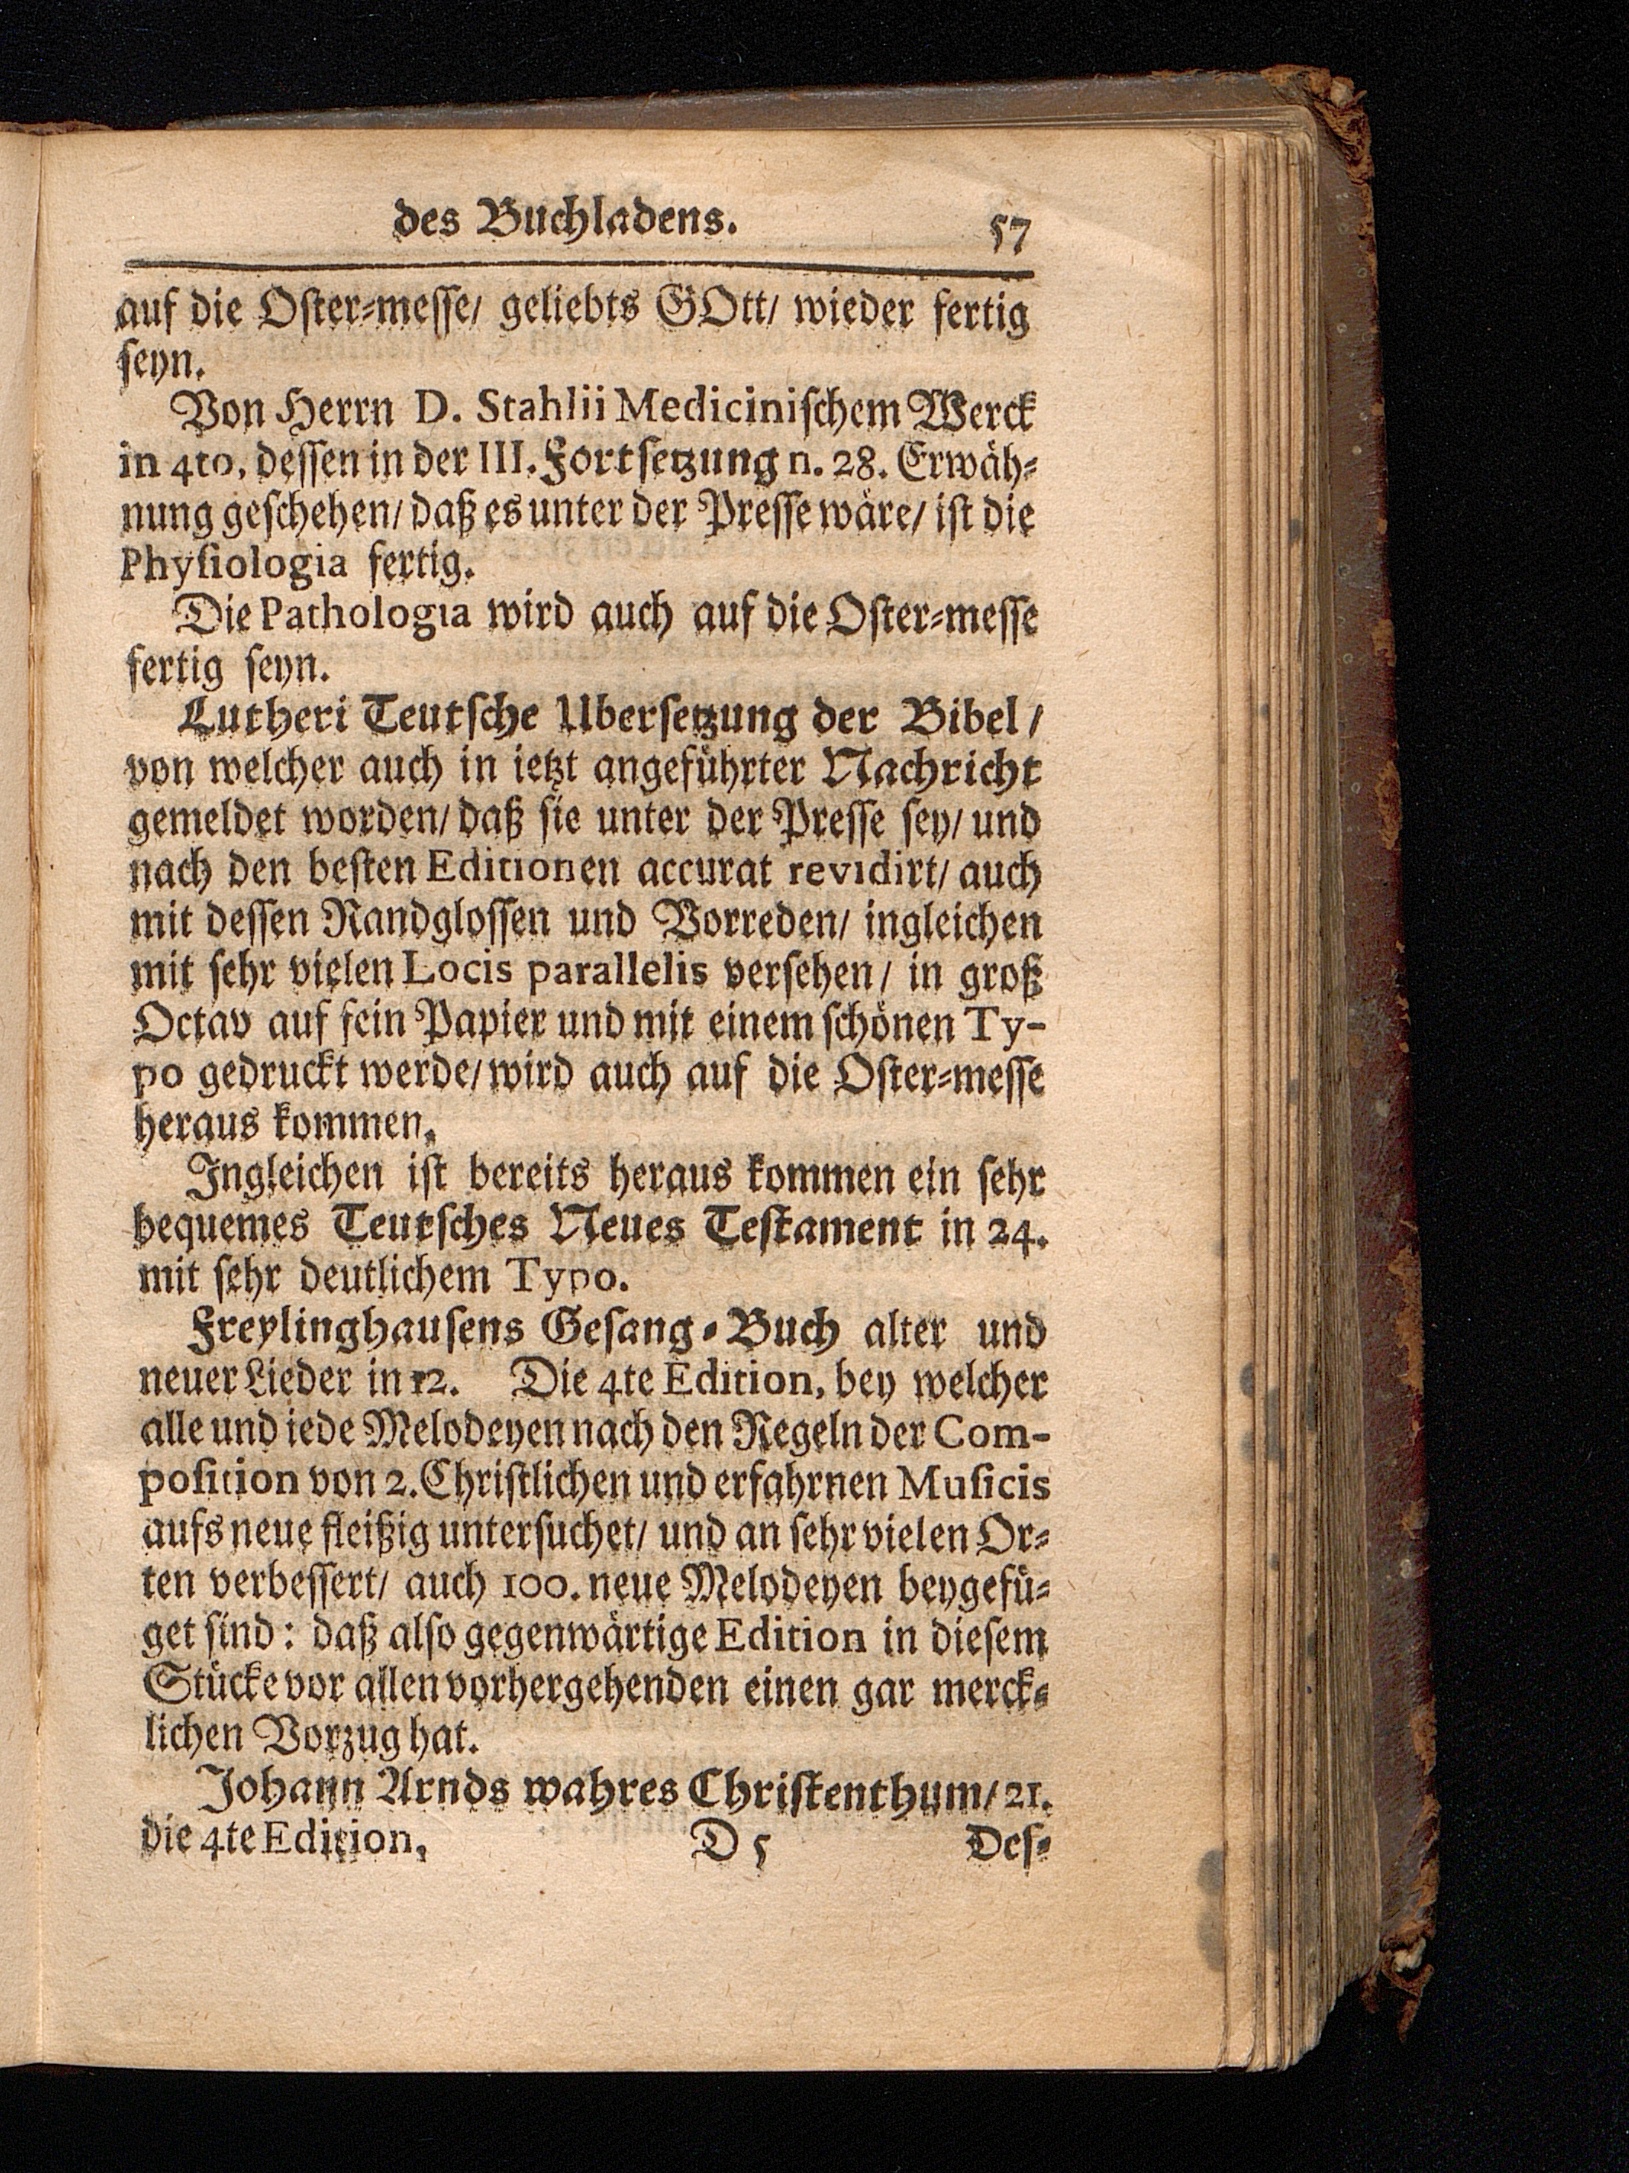 des Buchladens. 57
auf die Oſter⸗meſſe/ geliebts GOtt/ wieder fertig
ſeyn.
Von Herrn D. Stahlii Mediciniſchem Werck
in 4to, deſſen in der III. Fortſetzung n. 28. Erwäh⸗
nung geſchehen/ daß es unter der Preſſe wäre/ iſt die
Phyſiologia fertig.
Die Pathologia wird auch auf die Oſter⸗meſſe
fertig ſeyn.
Lutheri Teutſche Uberſetzung der Bibel/
von welcher auch in ietzt angeführter Nachricht
gemeldet worden/ daß ſie unter der Preſſe ſey/ und
nach den beſten Editionen accurat revidirt/ auch
mit deſſen Randgloſſen und Vorreden/ ingleichen
mit ſehr vielen Locis parallelis verſehen/ in groß
Octav auf fein Papier und mit einem ſchönen Ty-
po gedruckt werde/ wird auch auf die Oſter⸗meſſe
heraus kommen.
Ingleichen iſt bereits heraus kommen ein ſehr
bequemes Teutſches Neues Teſtament in 24.
mit ſehr deutlichem Typo.
Freylinghauſens Geſang⸗Buch alter und
neuer Lieder in 12. Die 4te Edition, bey welcher
alle und iede Melodeyen nach den Regeln der Com-
poſition von 2. Chriſtlichen und erfahrnen Muſicis
aufs neue fleißig unterſuchet/ und an ſehr vielen Or⸗
ten verbeſſert/ auch 100. neue Melodeyen beygefü⸗
get ſind: daß alſo gegenwärtige Edition in dieſem
Stücke vor allen vorhergehenden einen gar merck⸗
lichen Vorzug hat.
Johann Arnds wahres Chriſtenthum/ 21.
die 4te Edition. D 5 Deſ⸗